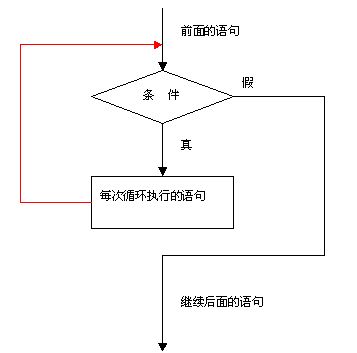 前面的语句
条 件
假
真
每次循环执行的语句
继续后面的语句